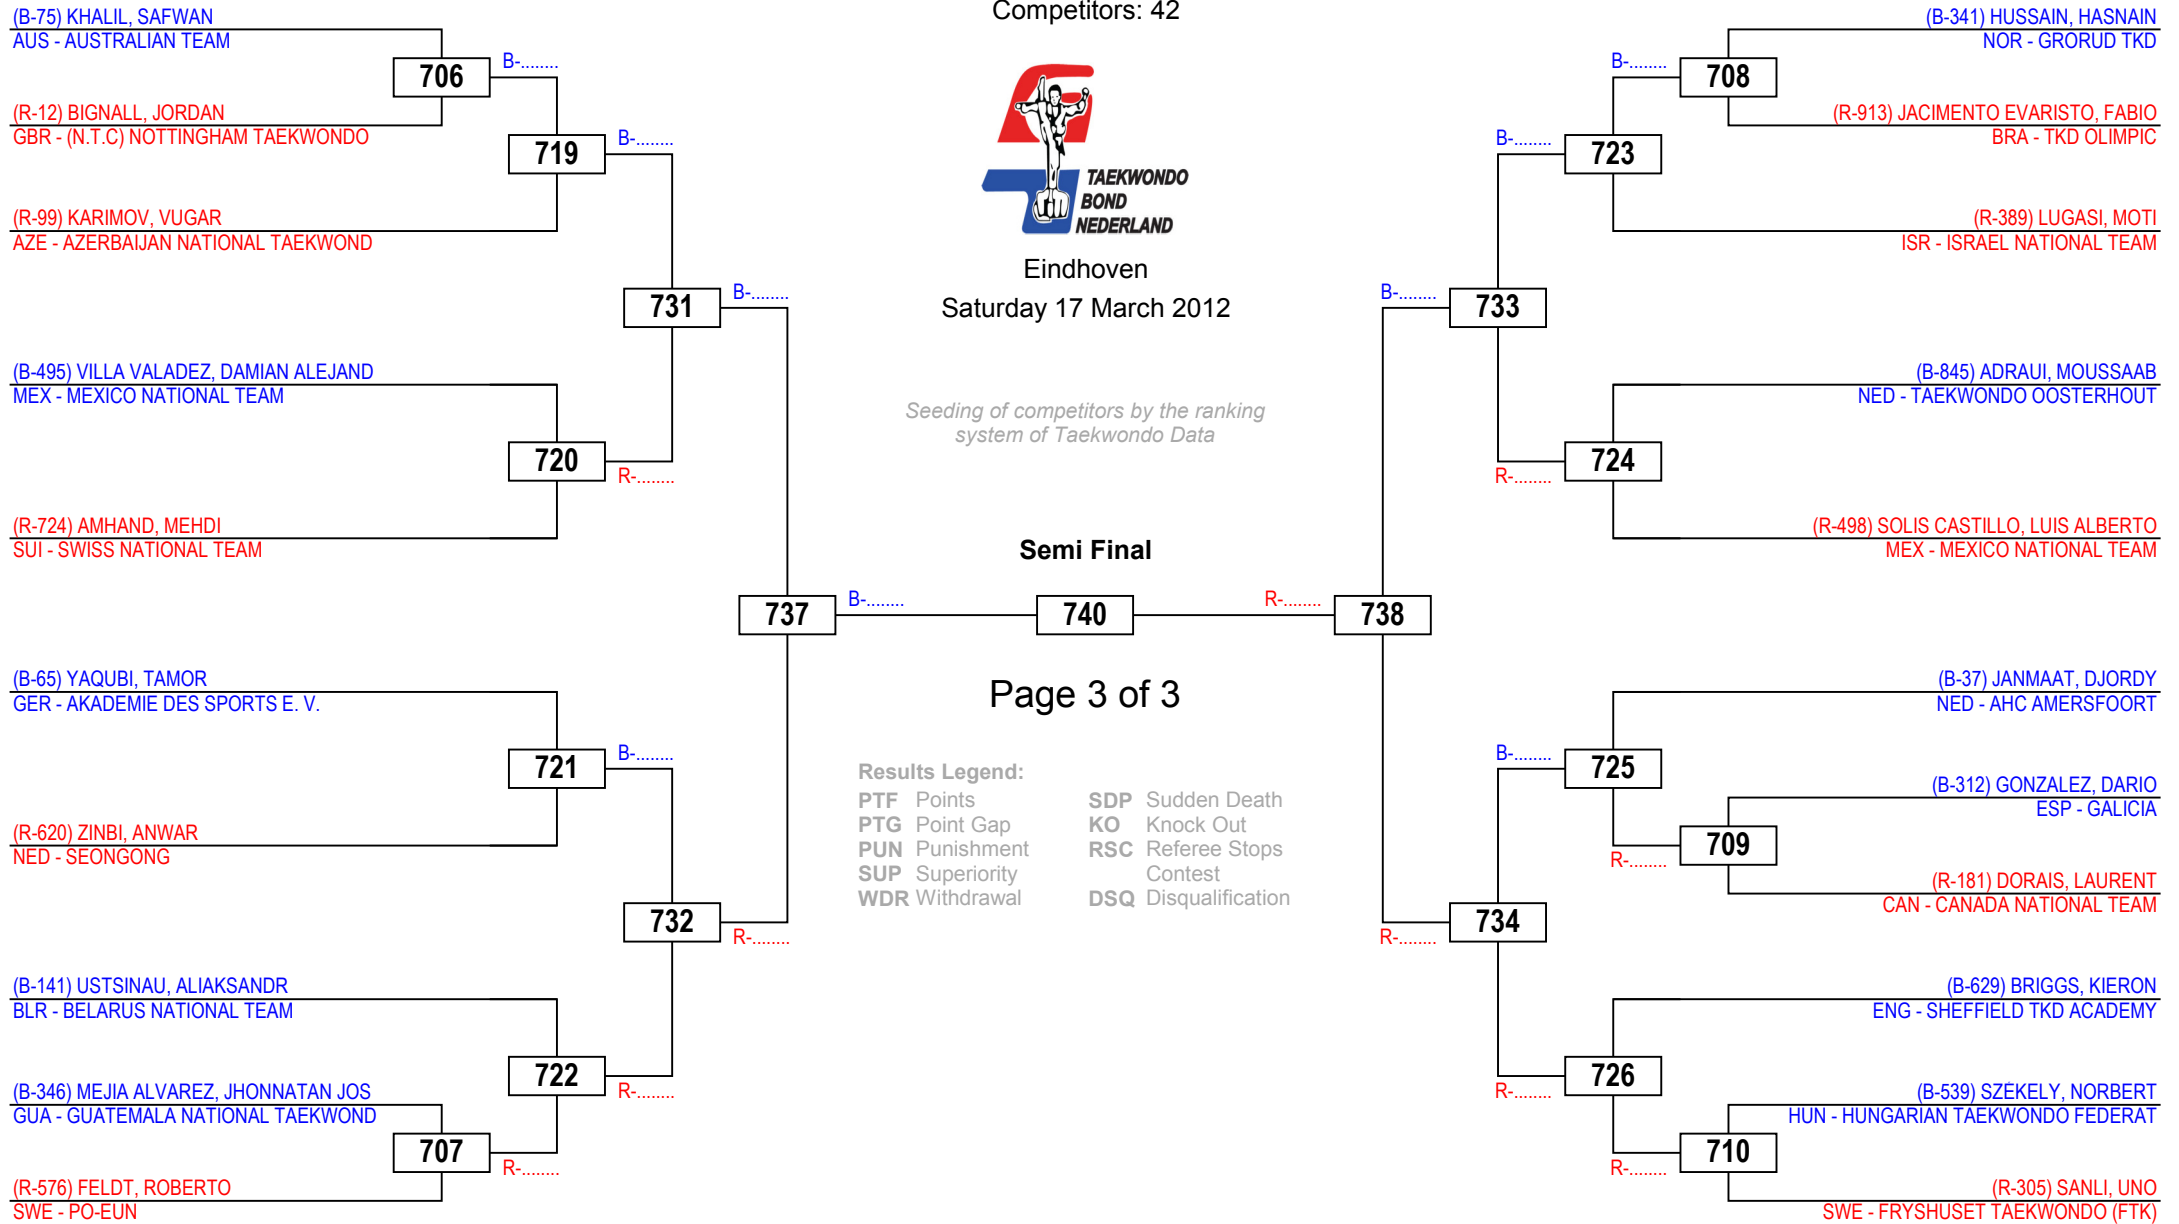 (B-75) KHALIL, SAFWAN
AUS - AUSTRALIAN TEAM
706
B-........
(R-12) BIGNALL, JORDAN
GBR - (N.T.C) NOTTINGHAM TAEKWONDO
719
B-........
(R-99) KARIMOV, VUGAR
AZE - AZERBAIJAN NATIONAL TAEKWOND
731
B-........
(B-495) VILLA VALADEZ, DAMIAN ALEJAND
MEX - MEXICO NATIONAL TEAM
720
R-........
(R-724) AMHAND, MEHDI
SUI - SWISS NATIONAL TEAM
737
B-........
(B-65) YAQUBI, TAMOR
GER - AKADEMIE DES SPORTS E. V.
721
B-........
(R-620) ZINBI, ANWAR
NED - SEONGONG
732
R-........
(B-141) USTSINAU, ALIAKSANDR
BLR - BELARUS NATIONAL TEAM
722
R-........
(B-346) MEJIA ALVAREZ, JHONNATAN JOS
GUA - GUATEMALA NATIONAL TAEKWOND
707
R-........
(R-576) FELDT, ROBERTO
SWE - PO-EUN
Competitors: 42
TAEKWONDO
BOND
NEDERLAND
Eindhoven
Saturday 17 March 2012
Seeding of competitors by the ranking
system of Taekwondo Data
Semi Final
740
Page 3 of 3
Results Legend:
PTF Points
PTG Point Gap
PUN Punishment
SUP Superiority
WDR Withdrawal
SDP Sudden Death
KO Knock Out
RSC Referee Stops
Contest
DSQ Disqualification
(B-341) HUSSAIN, HASNAIN
NOR - GRORUD TKD
B-........
708
(R-913) JACIMENTO EVARISTO, FABIO
BRA - TKD OLIMPIC
B-........
723
(R-389) LUGASI, MOTI
ISR - ISRAEL NATIONAL TEAM
B-........
733
(B-845) ADRAUI, MOUSSAAB
NED - TAEKWONDO OOSTERHOUT
724
R-........
(R-498) SOLIS CASTILLO, LUIS ALBERTO
MEX - MEXICO NATIONAL TEAM
R-........
738
(B-37) JANMAAT, DJORDY
NED - AHC AMERSFOORT
B-........
725
(B-312) GONZALEZ, DARIO
ESP - GALICIA
709
R-........
(R-181) DORAIS, LAURENT
CAN - CANADA NATIONAL TEAM
734
R-........
(B-629) BRIGGS, KIERON
ENG - SHEFFIELD TKD ACADEMY
726
R-........
(B-539) SZÉKELY, NORBERT
HUN - HUNGARIAN TAEKWONDO FEDERAT
710
R-........
(R-305) SANLI, UNO
SWE - FRYSHUSET TAEKWONDO (FTK)